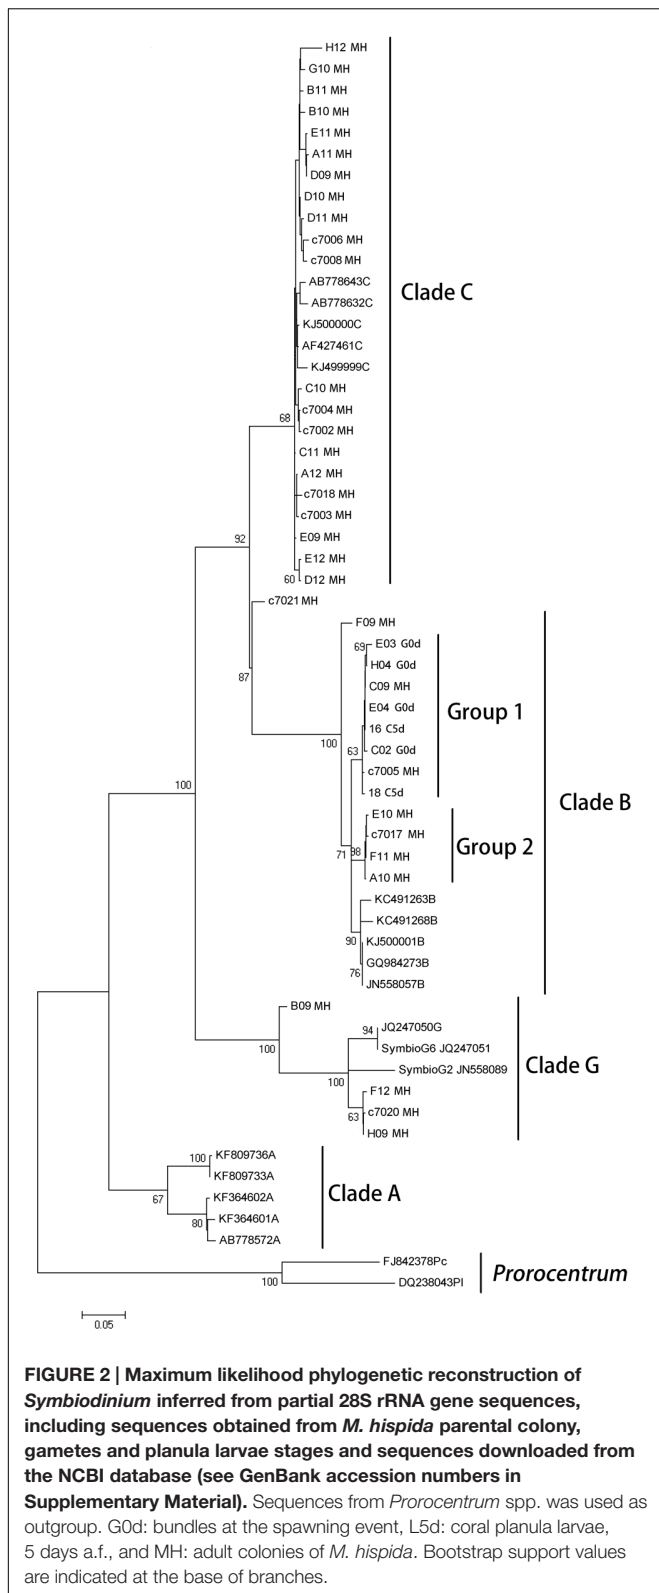 H12 MH
G10 MH
B11 MH
B10 MH
E11 MH
A11 MH
D09 MH
D10 MH
D11 MH
c7006 MH
c7008 MH
AB778643C
Clade C
AB778632C
KJ500000C
AF427461C
KJ499999C
C10 MH
c7004 MH
68
c7002 MH
C11 MH
A12 MH
c7018 MH
c7003 MH
92
E09 MH
E12 MH
60
D12 MH
c7021 MH
F09 MH
69
E03 G0d
H04 G0d
87
C09 MH
E04 G0d
Group 1
16 C5d
100
63
C02 G0d
c7005 MH
100
18 C5d
Clade B
E10 MH
c7017 MH
71
98
F11 MH
Group 2
A10 MH
KC491263B
KC491268B
90
KJ500001B
GQ984273B
76
JN558057B
B09 MH
94
JQ247050G
100
SymbioG6 JQ247051
SymbioG2 JN558089
Clade G
100
F12 MH
63
c7020 MH
H09 MH
100
KF809736A
KF809733A
67
KF364602A
Clade A
80
KF364601A
AB778572A
FJ842378Pc
100
Prorocentrum
DQ238043Pl
0.05
FIGURE 2 | Maximum likelihood phylogenetic reconstruction of
Symbiodinium inferred from partial 28S rRNA gene sequences,
including sequences obtained from M. hispida parental colony,
gametes and planula larvae stages and sequences downloaded from
the NCBI database (see GenBank accession numbers in
Supplementary Material). Sequences from Prorocentrum spp. was used as
outgroup. G0d: bundles at the spawning event, L5d: coral planula larvae,
5 days a.f., and MH: adult colonies of M. hispida. Bootstrap support values
are indicated at the base of branches.